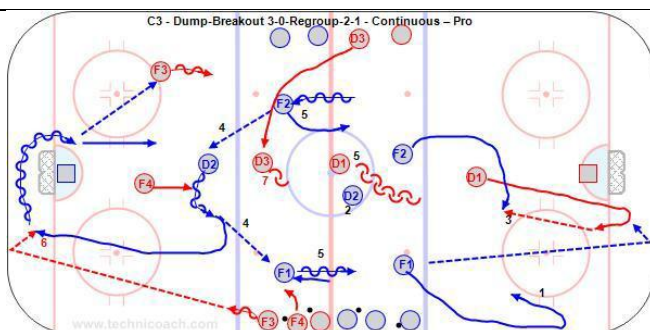 C3 - Dump-Breakout 3-0-Regroup-2-1 - Continuous – Pro
D3
F3
F2
4
5
F2
D2
D3
D1
5
D1
F4
7
D2
2
3
4
6
5
F1
F1
1
F3
F4
www.technicoach.com